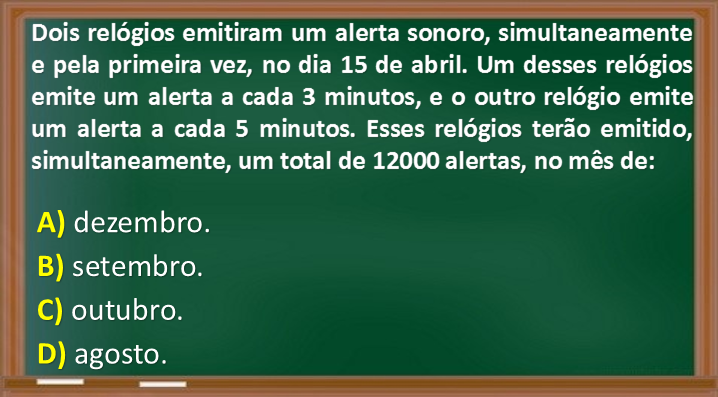 Dois relógios emitiram um alerta sonoro, simultaneamente
e pela primeira vez, no dia 15 de abril. Um desses relógios
emite um alerta a cada 3 minutos, e o outro relógio emite
um alerta a cada 5 minutos. Esses relógios terão emitido,
simultaneamente, um total de 12000 alertas, no mês de:
A) dezembro.
B) setembro.
C) outubro.
D) agosto.